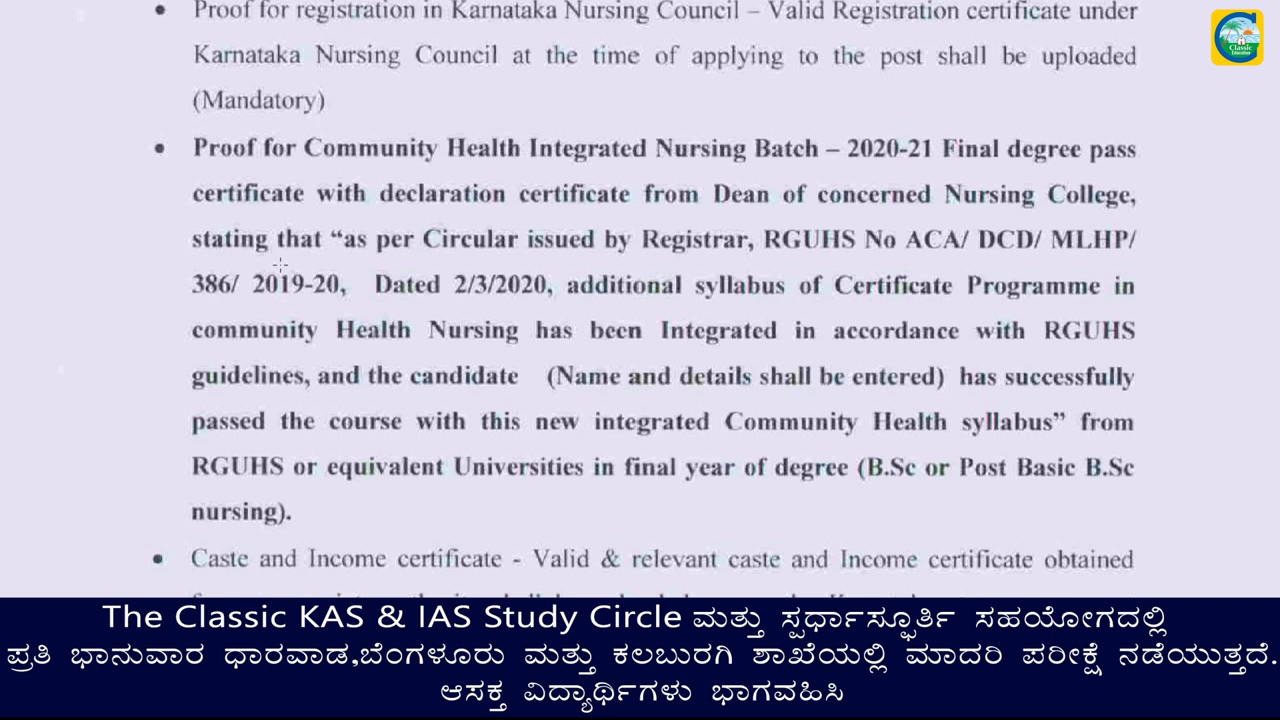 • Proof for registration in Karnataka Nursing Council – Valid Registration certificate under
Karnataka Nursing Council at the time of applying to the post shall be uploaded
(Mandatory)
• Proof for Community Health Integrated Nursing Batch – 2020-21 Final degree pass
certificate with declaration certificate from Dean of concerned Nursing College,
stating that “as per Circular issued by Registrar, RGUHS No ACA/ DCD/ MLHP/
386/ 2019-20, Dated 2/3/2020, additional syllabus of Certificate Programme in
community Health Nursing has been Integrated in accordance with RGUHS
guidelines, and the candidate (Name and details shall be entered) has successfully
passed the course with this new integrated Community Health syllabus” from
RGUHS or equivalent Universities in final year of degree (B.Sc or Post Basic B.Sc
nursing).
• Caste and Income certificate - Valid & relevant caste and Income certificate obtained
Classic
Education
The Classic KAS & IAS Study Circle ಮತ್ತು ಸ್ಪರ್ಧಾಸ್ಫೂರ್ತಿ ಸಹಯೋಗದಲ್ಲಿ
ಪ್ರತಿ ಭಾನುವಾರ ಧಾರವಾಡ,ಬೆಂಗಳೂರು ಮತ್ತು ಕಲಬುರಗಿ ಶಾಖೆಯಲ್ಲಿ ಮಾದರಿ ಪರೀಕ್ಷೆ ನಡೆಯುತ್ತದೆ.
ಆಸಕ್ತ ವಿದ್ಯಾರ್ಥಿಗಳು ಭಾಗವಹಿಸಿ